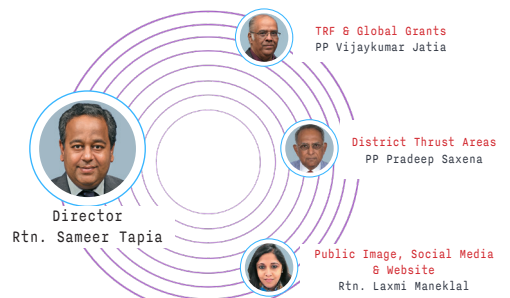 TRF & Global Grants
PP Vijaykumar Jatia
District Thrust Areas
PP Pradeep Saxena
Director
Rtn. Sameer Tapia
Public Image, Social Media
& Website
Rtn. Laxmi Maneklal